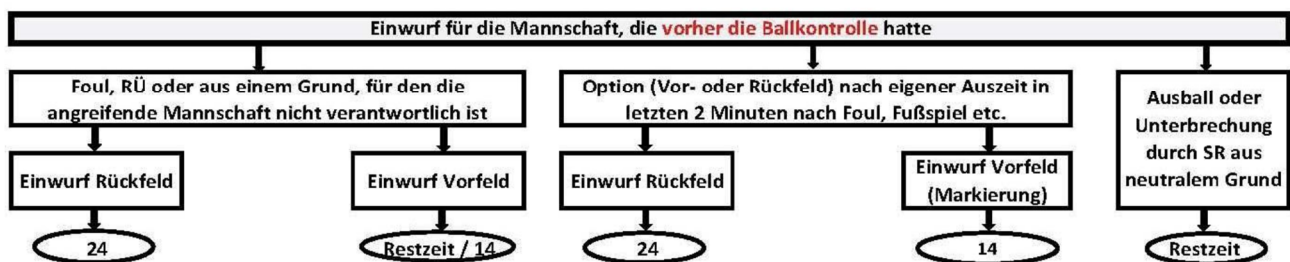 Einwurf für die Mannschaft, die vorher die Ballkontrolle hatte
Foul, RÜ oder aus einem Grund, für den die
angreifende Mannschaft nicht verantwortlich ist
Option (Vor- oder Rückfeld) nach eigener Auszeit in
letzten 2 Minuten nach Foul, Fußspiel etc.
Ausball oder
Unterbrechung
durch SR aus
neutralem Grund
Einwurf Rückfeld
Einwurf Vorfeld
Einwurf Rückfeld
Einwurf Vorfeld
(Markierung)
24
Restzeit / 14
24
14
Restzeit